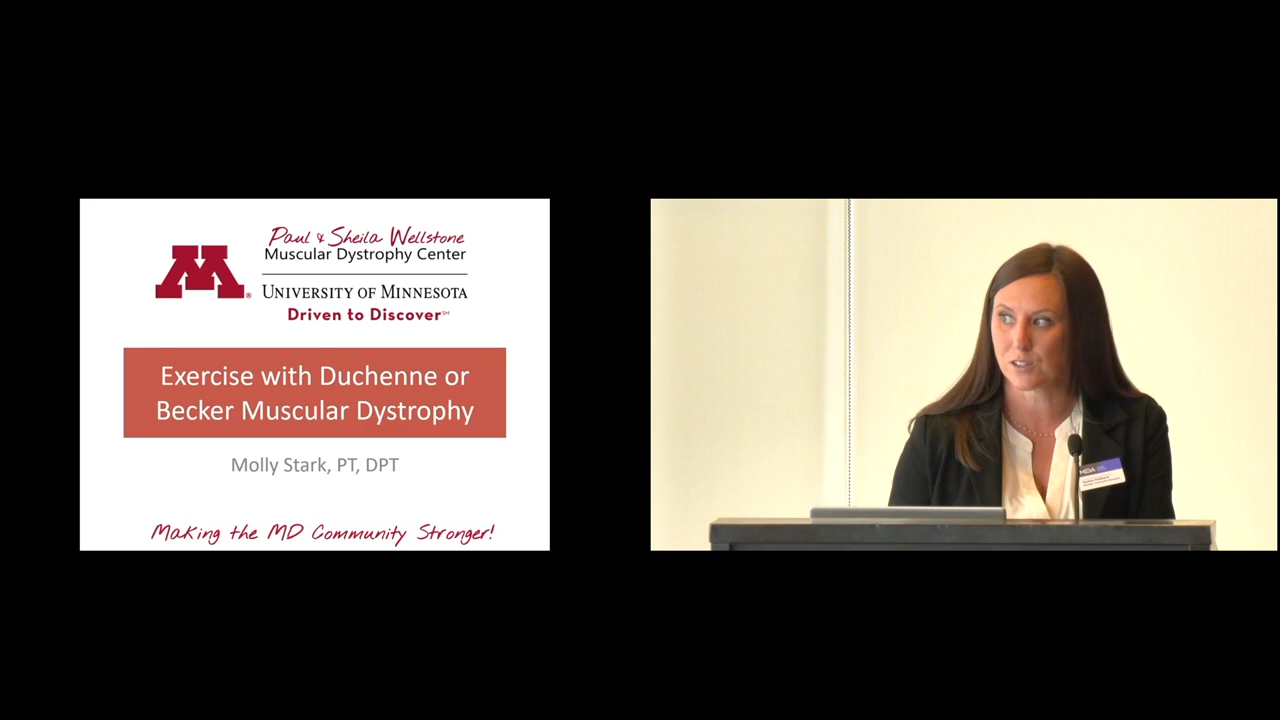 Paul & Sheila Wellstone
Muscular Dystrophy Center
M®
UNIVERSITY OF MINNESOTA
Driven to Discover℠
Exercise with Duchenne or
Becker Muscular Dystrophy
Molly Stark, PT, DPT
Making the MD Community Stronger!
MDA